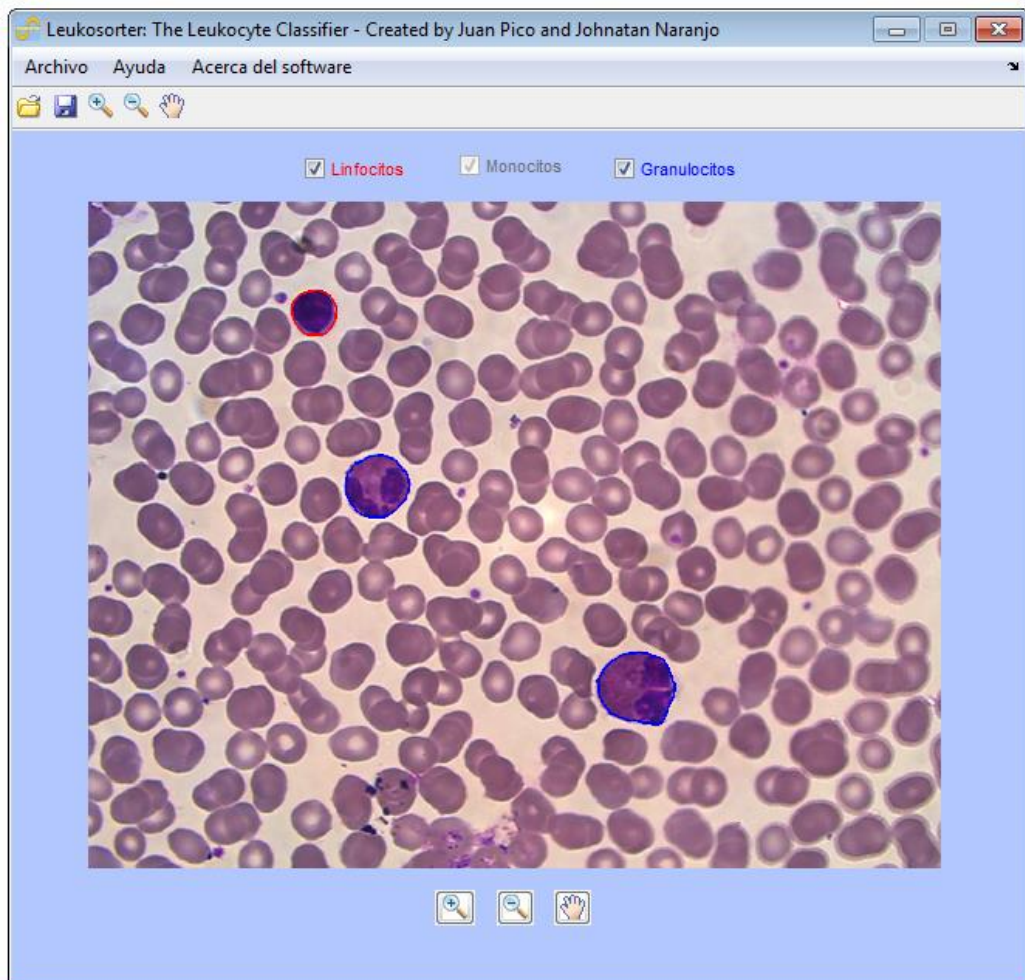 Leukosorter: The Leukocyte Classifier - Created by Juan Pico and Johnatan Naranjo
Archivo Ayuda Acerca del software
Linfocitos Monocitos Granulocitos